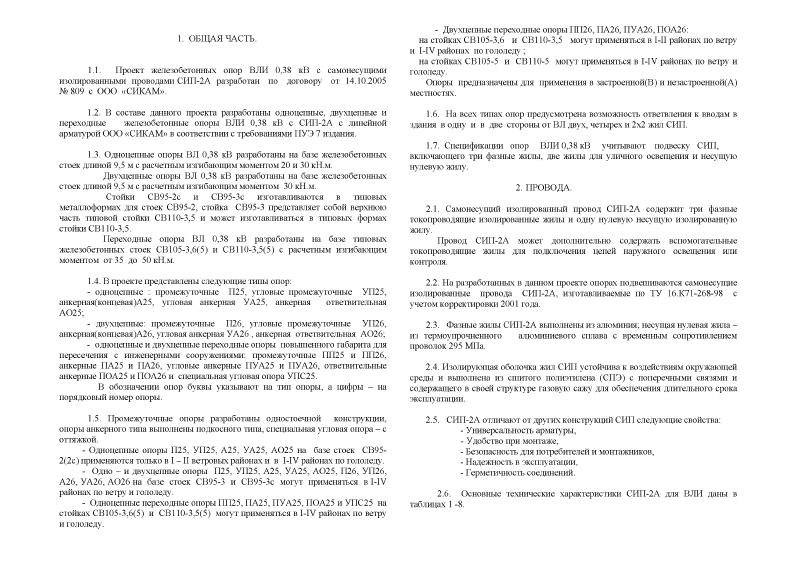 1. ОБЩАЯ ЧАСТЬ.
1.1. Проект железобетонных опор ВЛИ 0,38 кВ с самонесущими
изолированными проводами СИП-2А разработан по договору от 14.10.2005
№ 809 с ООО «СИКАМ».
1.2. В составе данного проекта разработаны одноцепные, двухцепные и
переходные железобетонные опоры ВЛИ 0,38 кВ с СИП-2А с линейной
арматурой ООО «СИКАМ» в соответствии с требованиями ПУЭ 7 издания.
1.3. Одноцепные опоры ВЛ 0,38 кВ разработаны на базе железобетонных
стоек длиной 9,5 м с расчетным изгибающим моментом 20 и 30 кН.м.
Двухцепные опоры ВЛ 0,38 кВ разработаны на базе железобетонных
стоек длиной 9,5 м с расчетным изгибающим моментом 30 кН.м.
Стойки СВ95-2с и СВ95-3с изготавливаются в типовых
металлоформах для стоек СВ95-2, стойка СВ95-3 представляет собой верхнюю
часть типовой стойки СВ110-3,5 и может изготавливаться в типовых формах
стойки СВ110-3,5.
Переходные опоры ВЛ 0,38 кВ разработаны на базе типовых
железобетонных стоек СВ105-3,6(5) и СВ110-3,5(5) с расчетным изгибающим
моментом от 35 до 50 кН.м.
1.4. В проекте представлены следующие типы опор:
- одноцепные : промежуточные П25, угловые промежуточные УП25,
анкерная(концевая)А25, угловая анкерная УА25, анкерная ответвительная
АО25;
- двухцепные: промежуточные П26, угловые промежуточные УП26,
анкерная(концевая)А26, угловая анкерная УА26 , анкерная ответвительная АО26;
- одноцепные и двухцепные переходные опоры повышенного габарита для
пересечения с инженерными сооружениями: промежуточные ПП25 и ПП26,
анкерные ПА25 и ПА26, угловые анкерные ПУА25 и ПУА26, ответвительные
анкерные ПОА25 и ПОА26 и специальная угловая опора УПС25.
В обозначении опор буквы указывают на тип опоры, а цифры – на
порядковый номер опоры.
1.5. Промежуточные опоры разработаны одностоечной конструкции,
опоры анкерного типа выполнены подкосного типа, специальная угловая опора – с
оттяжкой.
- Одноцепные опоры П25, УП25, А25, УА25, АО25 на базе стоек СВ95-
2(2с) применяются только в I – II ветровых районах и в I-IV районах по гололеду.
- Одно – и двухцепные опоры П25, УП25, А25, УА25, АО25, П26, УП26,
А26, УА26, АО26 на базе стоек СВ95-3 и СВ95-3с могут применяться в I-IV
районах по ветру и гололеду.
- Одноцепные переходные опоры ПП25, ПА25, ПУА25, ПОА25 и УПС25 на
стойках СВ105-3,6(5) и СВ110-3,5(5) могут применяться в I-IV районах по ветру
и гололеду.
- Двухцепные переходные опоры ПП26, ПА26, ПУА26, ПОА26:
на стойках СВ105-3,6 и СВ110-3,5 могут применяться в I-II районах по ветру
и I-IV районах по гололеду ;
на стойках СВ105-5 и СВ110-5 могут применяться в I-IV районах по ветру и
гололеду.
Опоры предназначены для применения в застроенной(В) и незастроенной(А)
местностях.
1.6. На всех типах опор предусмотрена возможность ответвления к вводам в
здания в одну и в две стороны от ВЛ двух, четырех и 2х2 жил СИП.
1.7. Спецификации опор ВЛИ 0,38 кВ учитывают подвеску СИП,
включающего три фазные жилы, две жилы для уличного освещения и несущую
нулевую жилу.
2. ПРОВОДА.
2.1. Самонесущий изолированный провод СИП-2А содержит три фазные
токопроводящие изолированные жилы и одну нулевую несущую изолированную
жилу.
Провод СИП-2А может дополнительно содержать вспомогательные
токопроводящие жилы для подключения цепей наружного освещения или
контроля.
2.2. На разработанных в данном проекте опорах подвешиваются самонесущие
изолированные провода СИП-2А, изготавливаемые по ТУ 16.К71-268-98 с
учетом корректировки 2001 года.
2.3. Фазные жилы СИП-2А выполнены из алюминия; несущая нулевая жила –
из термоупрочненного алюминиевого сплава с временным сопротивлением
проволок 295 МПа.
2.4. Изолирующая оболочка жил СИП устойчива к воздействиям окружающей
среды и выполнена из сшитого полиэтилена (СПЭ) с поперечными связями и
содержащего в своей структуре газовую сажу для обеспечения длительного срока
эксплуатации.
2.5. СИП-2А отличают от других конструкций СИП следующие свойства:
- Универсальность арматуры,
- Удобство при монтаже,
- Безопасность для потребителей и монтажников,
- Надежность в эксплуатации,
- Герметичность соединений.
2.6. Основные технические характеристики СИП-2А для ВЛИ даны в
таблицах 1 -8.